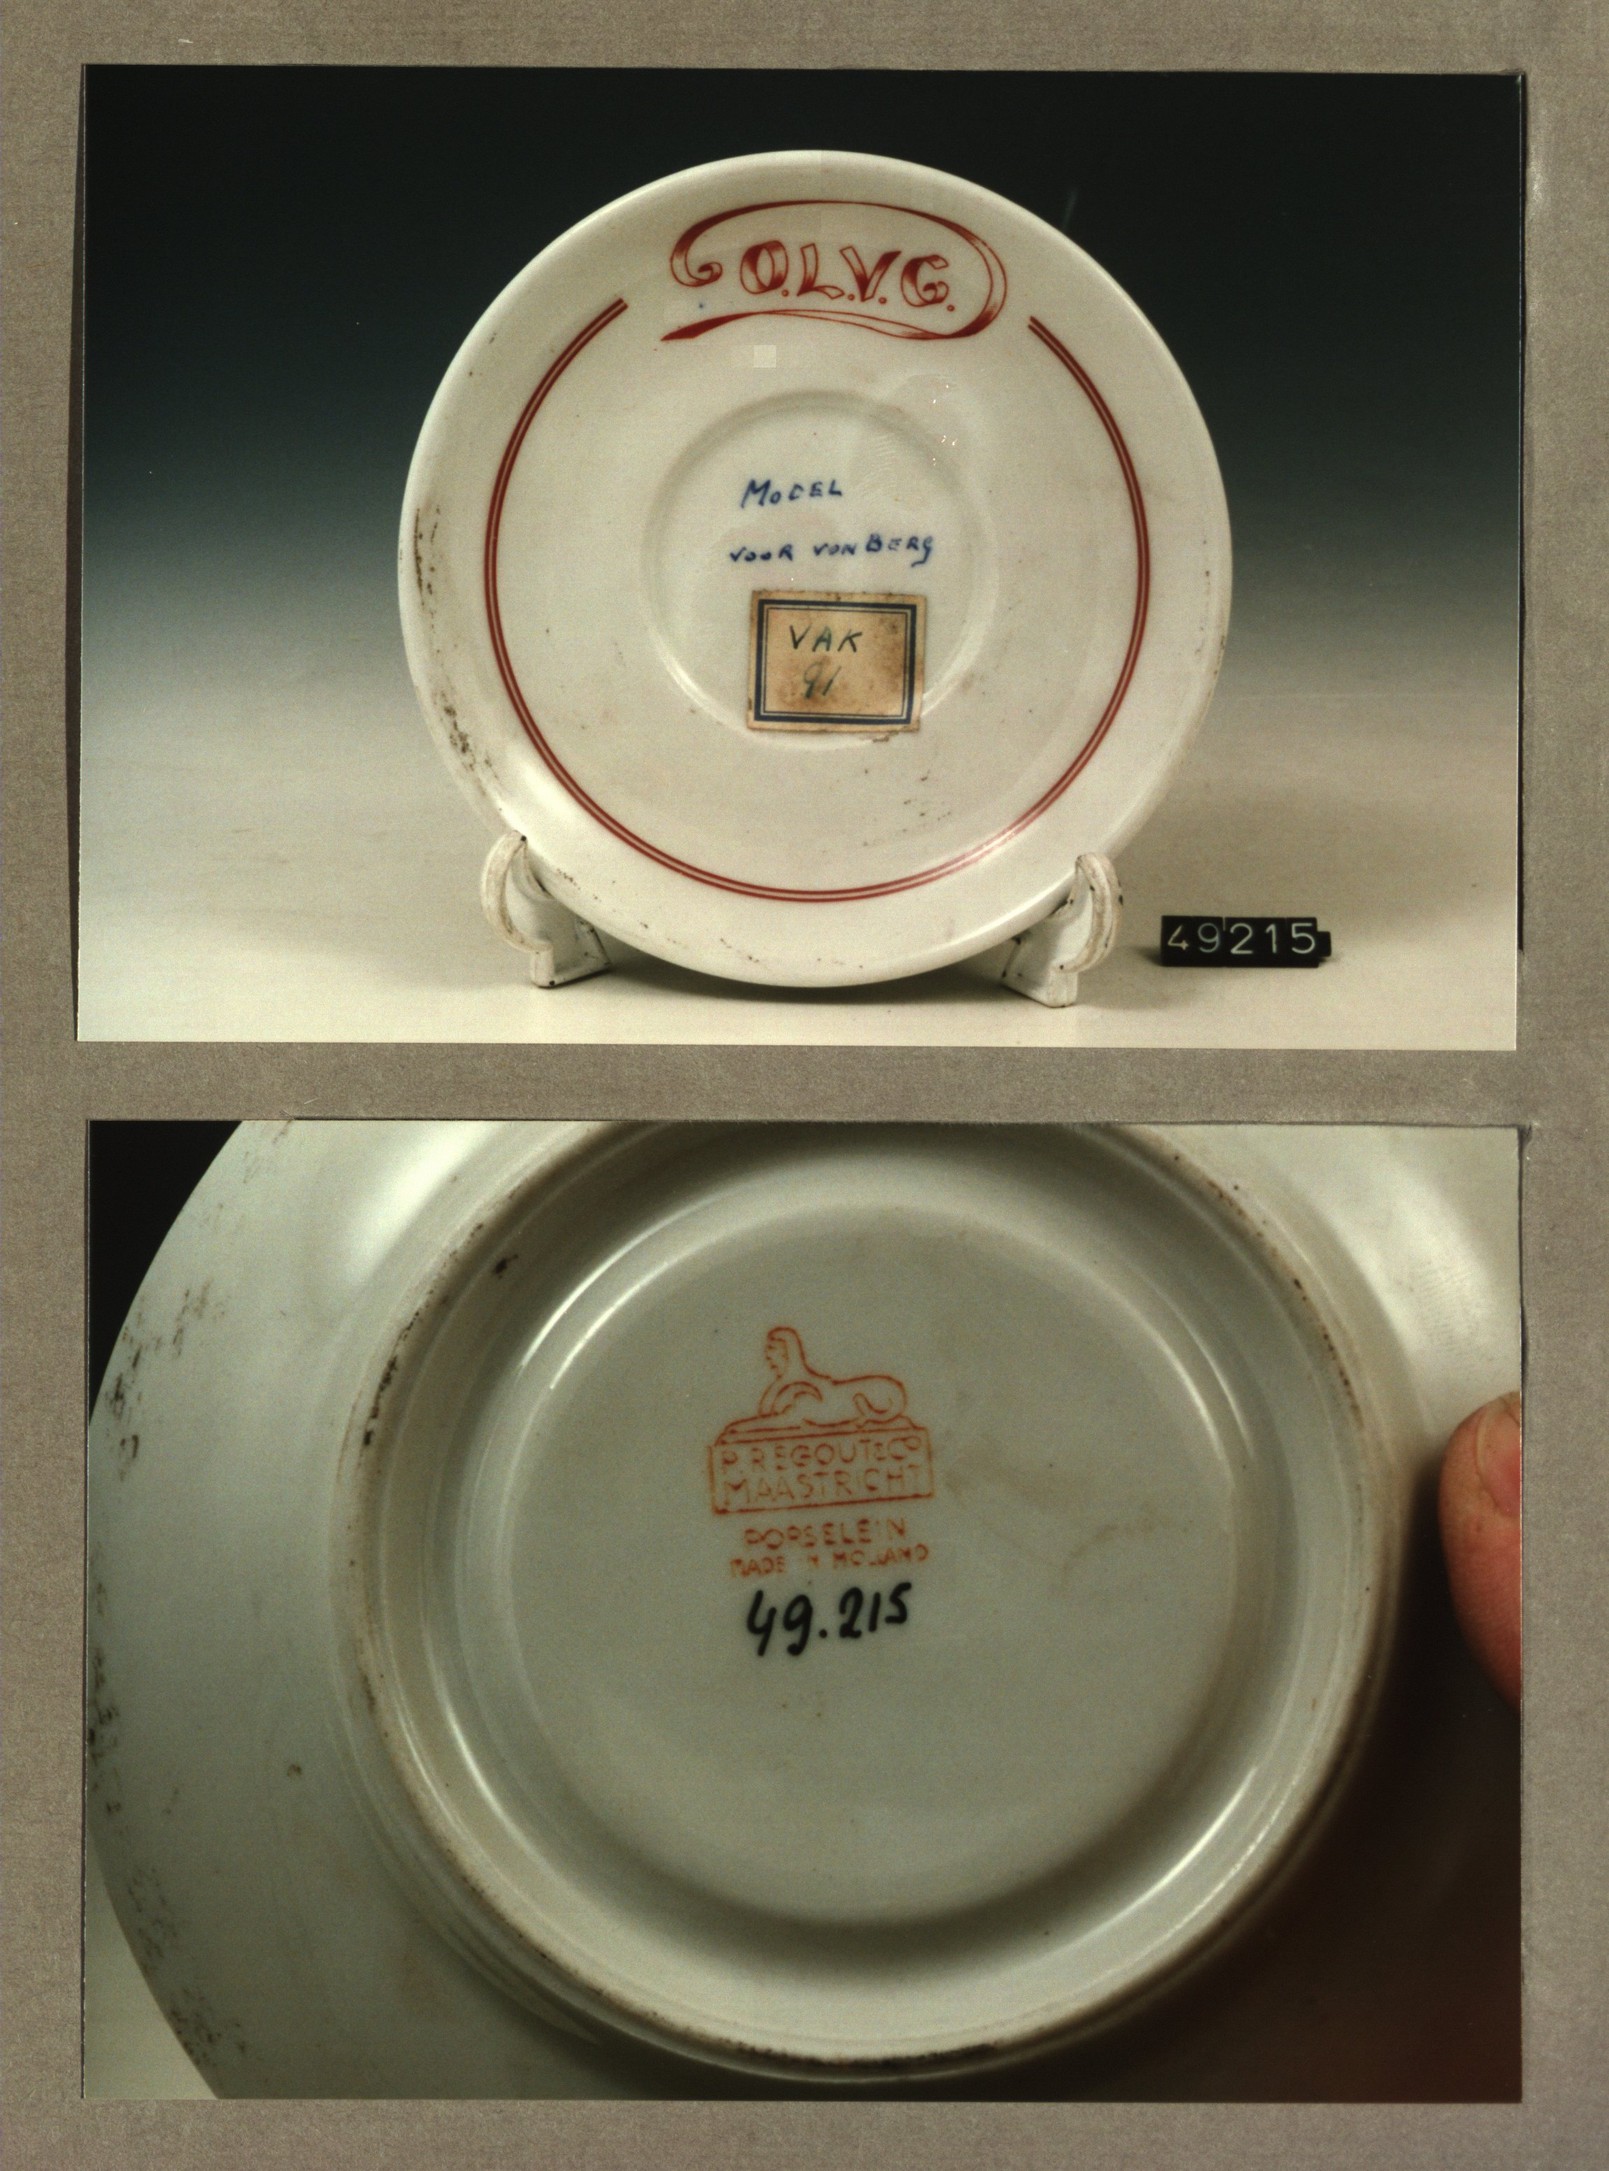 O.L.V.G.
MODEL
VOOR VON BERG
VAK
91
49215
P. REGOUT & Co
MAASTRICHT
PORSELEIN
MADE IN HOLLAND
49.215